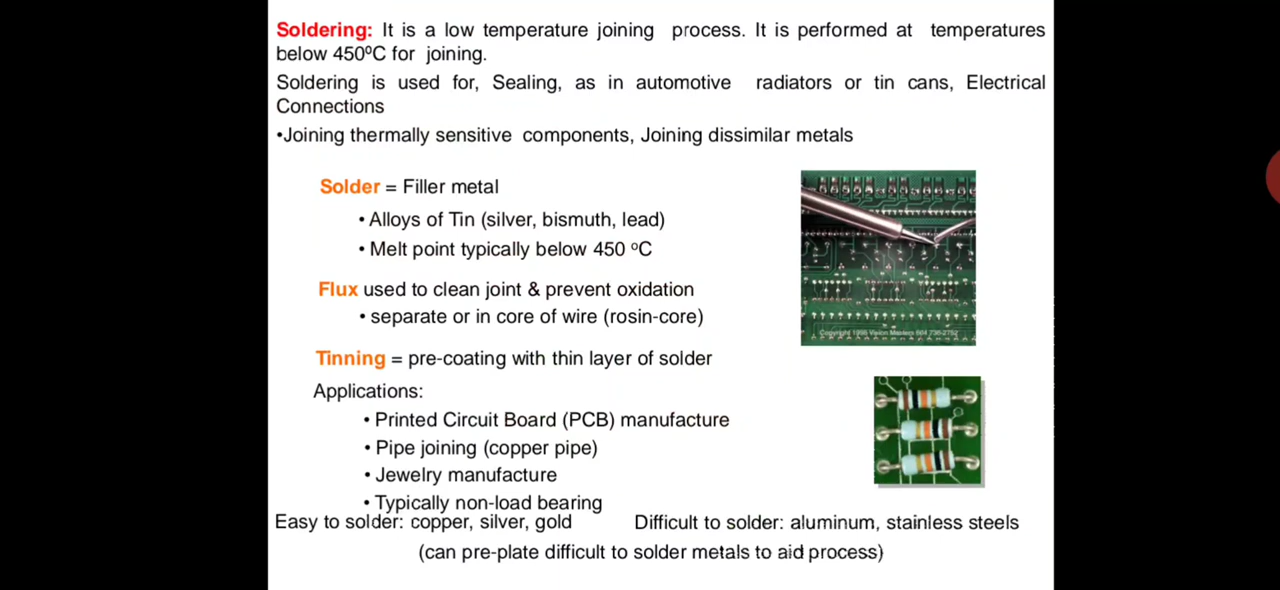 Soldering: It is a low temperature joining process. It is performed at temperatures
below 450ºC for joining.
Soldering is used for, Sealing, as in automotive radiators or tin cans, Electrical
Connections
•Joining thermally sensitive components, Joining dissimilar metals
Solder = Filler metal
• Alloys of Tin (silver, bismuth, lead)
• Melt point typically below 450 ºC
Flux used to clean joint & prevent oxidation
• separate or in core of wire (rosin-core)
Tinning = pre-coating with thin layer of solder
Applications:
• Printed Circuit Board (PCB) manufacture
• Pipe joining (copper pipe)
• Jewelry manufacture
• Typically non-load bearing
Easy to solder: copper, silver, gold Difficult to solder: aluminum, stainless steels
(can pre-plate difficult to solder metals to aid process)
Copyright 1998 Vision Masters 604